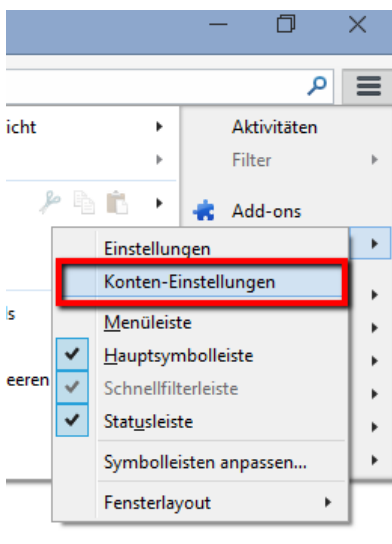 icht
Aktivitäten
Filter
Add-ons
Einstellungen
Konten-Einstellungen
ls
Menüleiste
Hauptsymbolleiste
eeren
Schnellfilterleiste
Statusleiste
Symbolleisten anpassen...
Fensterlayout